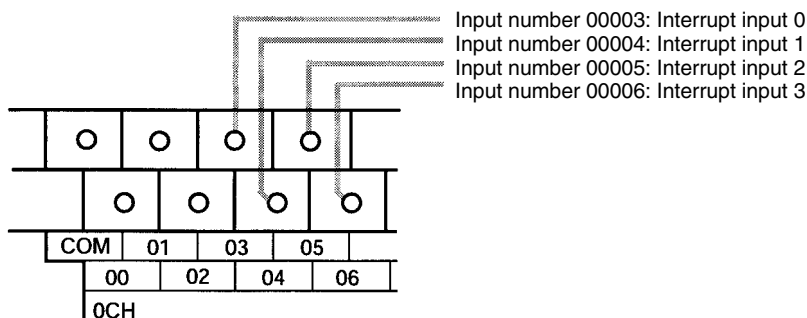 Input number 00003: Interrupt input 0
Input number 00004: Interrupt input 1
Input number 00005: Interrupt input 2
Input number 00006: Interrupt input 3
COM 01 03 05
00 02 04 06
0CH